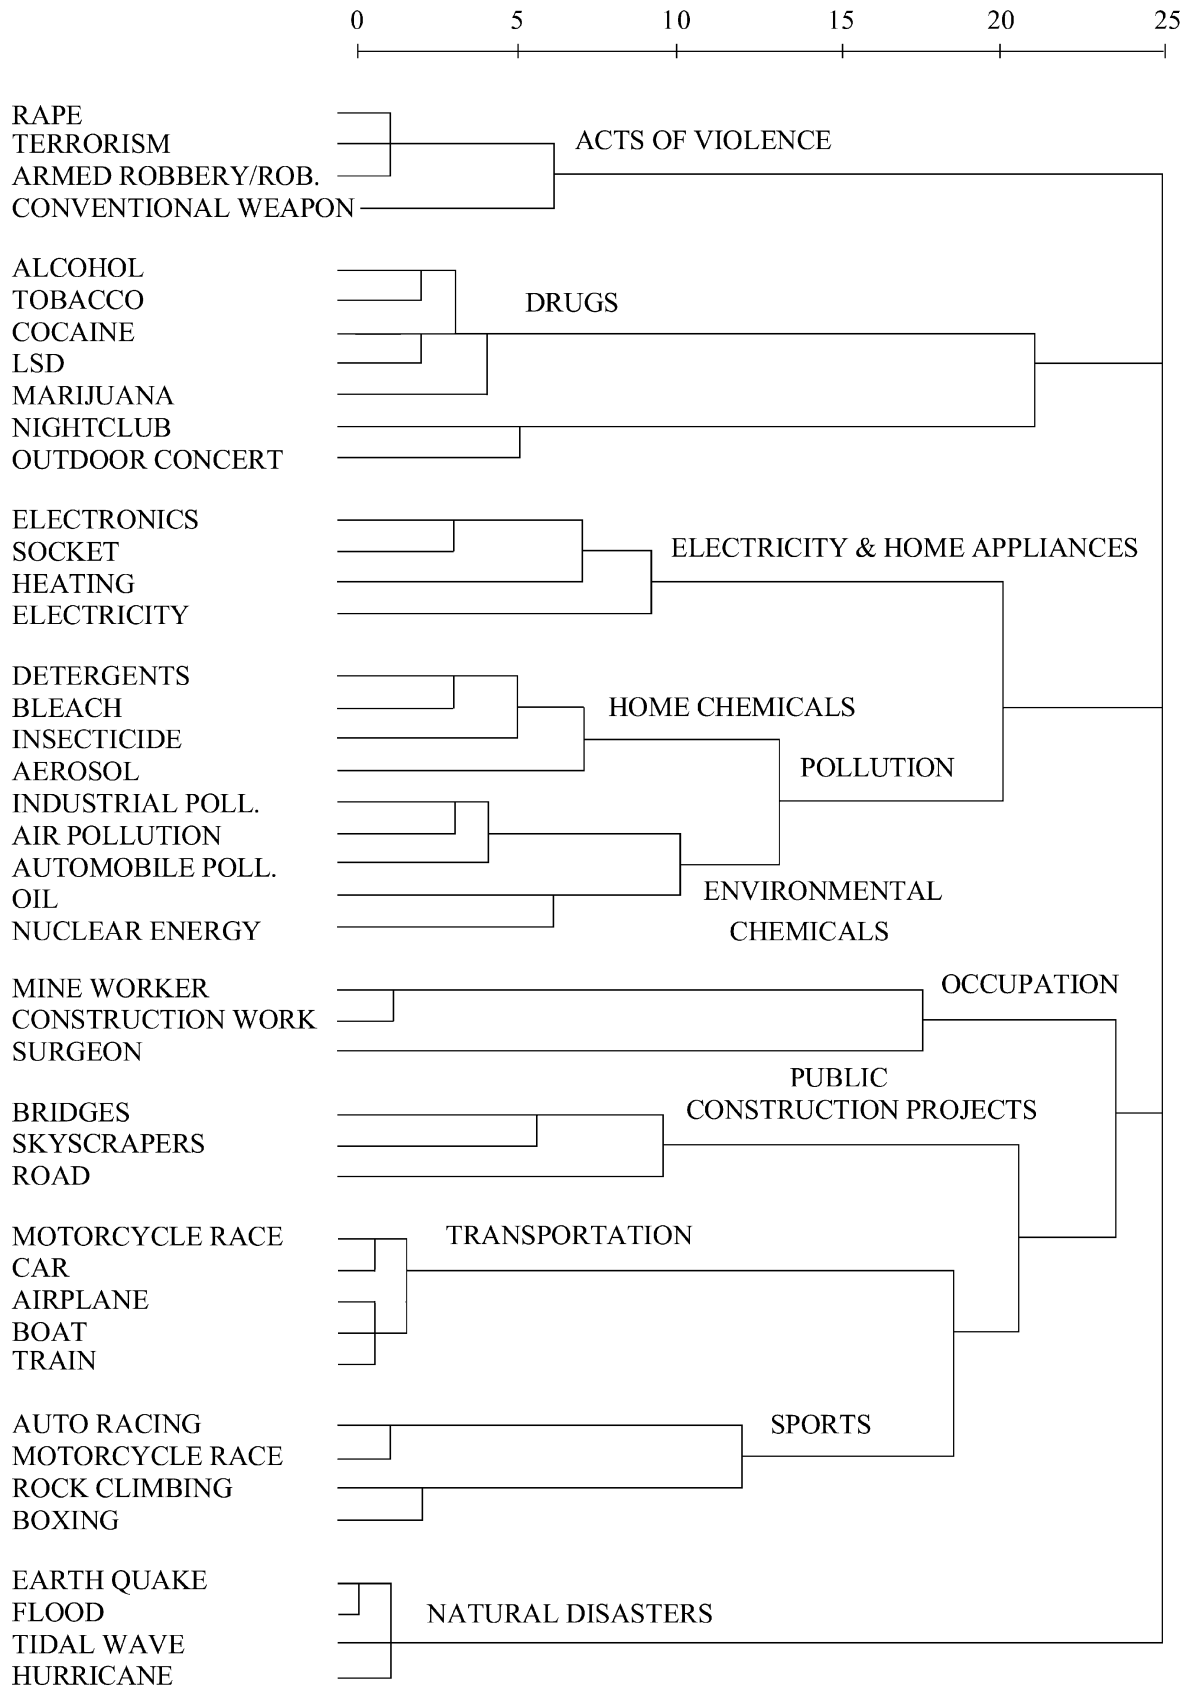 0 5 10 15 20 25
RAPE
TERRORISM
ACTS OF VIOLENCE
ARMED ROBBERY/ROB.
CONVENTIONAL WEAPON
ALCOHOL
TOBACCO
DRUGS
COCAINE
LSD
MARIJUANA
NIGHTCLUB
OUTDOOR CONCERT
ELECTRONICS
SOCKET
ELECTRICITY & HOME APPLIANCES
HEATING
ELECTRICITY
DETERGENTS
BLEACH
HOME CHEMICALS
INSECTICIDE
AEROSOL
POLLUTION
INDUSTRIAL POLL.
AIR POLLUTION
AUTOMOBILE POLL.
OIL
ENVIRONMENTAL
NUCLEAR ENERGY
CHEMICALS
MINE WORKER
OCCUPATION
CONSTRUCTION WORK
SURGEON
PUBLIC
CONSTRUCTION PROJECTS
BRIDGES
SKYSCRAPERS
ROAD
MOTORCYCLE RACE
TRANSPORTATION
CAR
AIRPLANE
BOAT
TRAIN
AUTO RACING
SPORTS
MOTORCYCLE RACE
ROCK CLIMBING
BOXING
EARTH QUAKE
FLOOD
NATURAL DISASTERS
TIDAL WAVE
HURRICANE